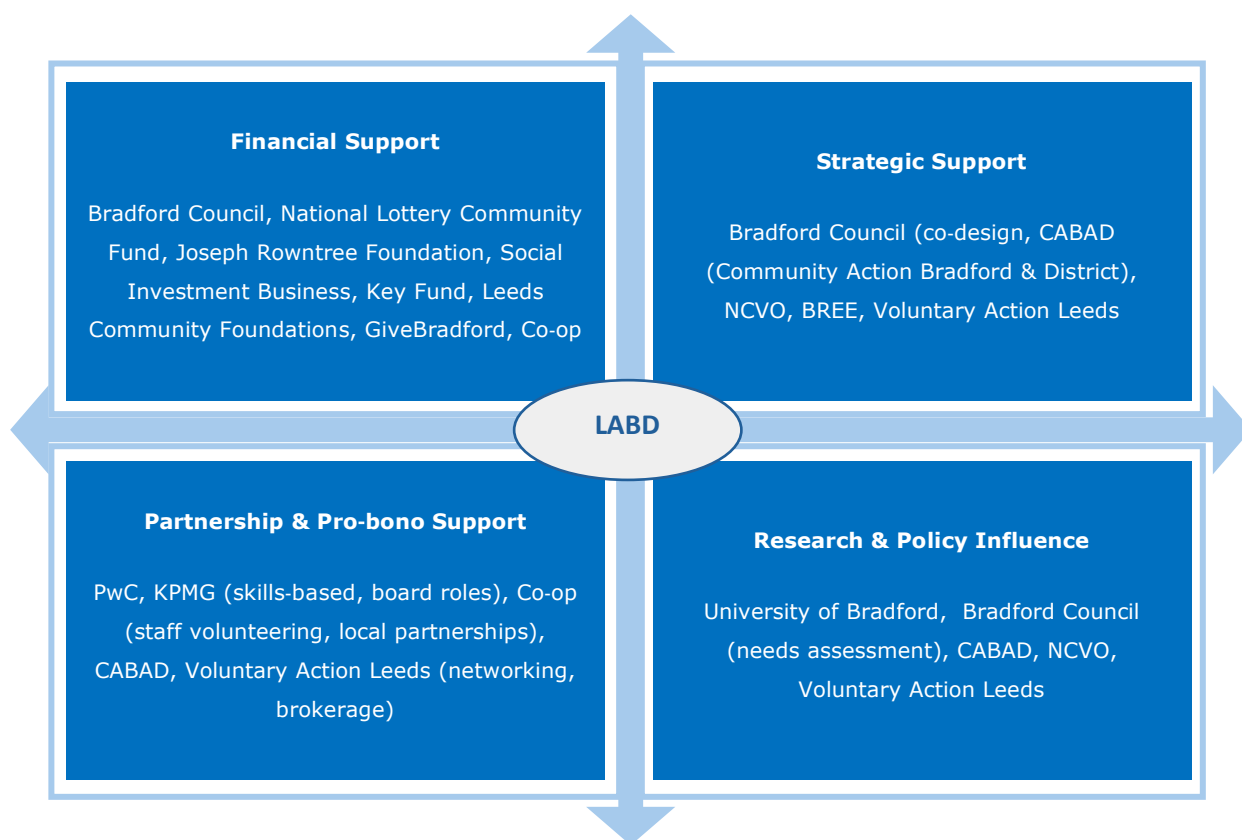 Financial Support
Bradford Council, National Lottery Community
Fund, Joseph Rowntree Foundation, Social
Investment Business, Key Fund, Leeds
Community Foundations, GiveBradford, Co-op
Strategic Support
Bradford Council (co-design, CABAD
(Community Action Bradford & District),
NCVO, BREE, Voluntary Action Leeds
LABD
Partnership & Pro-bono Support
PwC, KPMG (skills-based, board roles), Co-op
(staff volunteering, local partnerships),
CABAD, Voluntary Action Leeds (networking,
brokerage)
Research & Policy Influence
University of Bradford,  Bradford Council
(needs assessment), CABAD, NCVO,
Voluntary Action Leeds